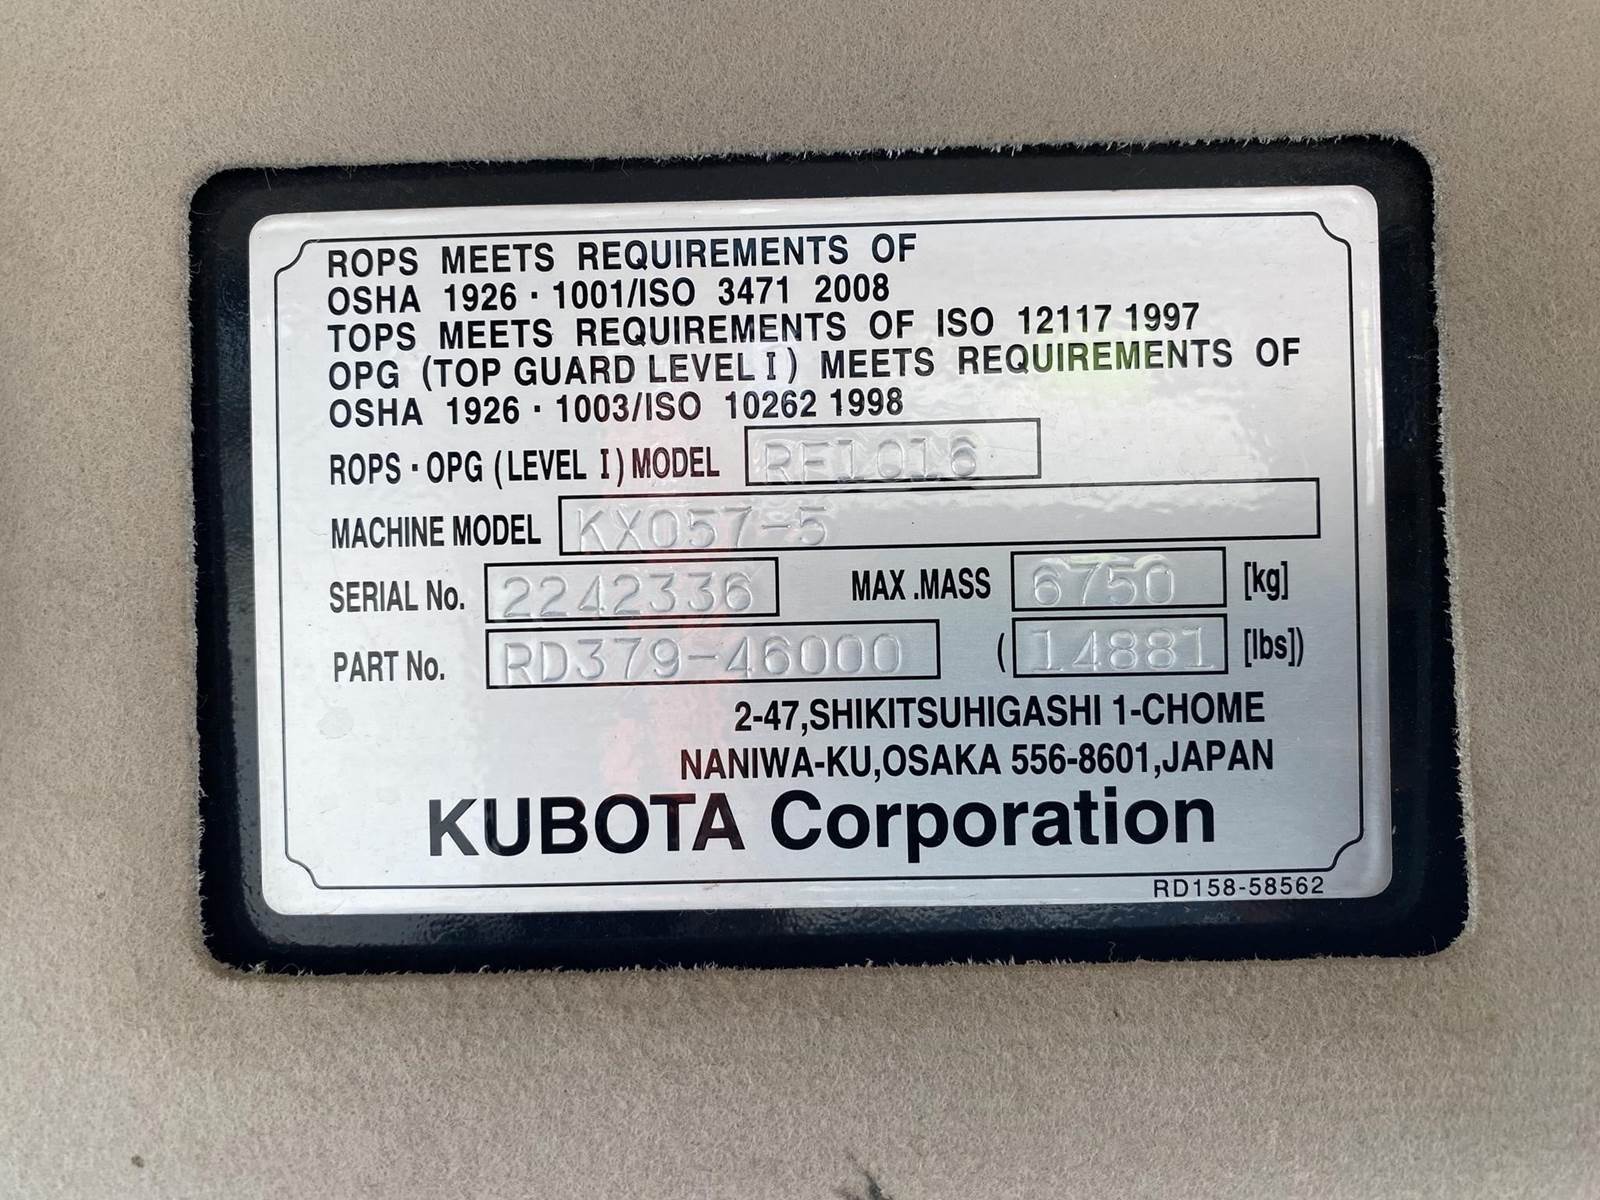 ROPS MEETS REQUIREMENTS OF
OSHA 1926・1001/ISO 3471 2008
TOPS MEETS REQUIREMENTS OF ISO 12117 1997
OPG (TOP GUARD LEVEL I) MEETS REQUIREMENTS OF
OSHA 1926・1003/ISO 10262 1998
ROPS・OPG (LEVEL I) MODEL RF1016
MACHINE MODEL KX057-5
SERIAL No. 2242336 MAX .MASS 6750 [kg]
PART No. RD379-46000 ( 14881 [lbs])
2-47,SHIKITSUHIGASHI 1-CHOME
NANIWA-KU,OSAKA 556-8601,JAPAN
KUBOTA Corporation
RD158-58562